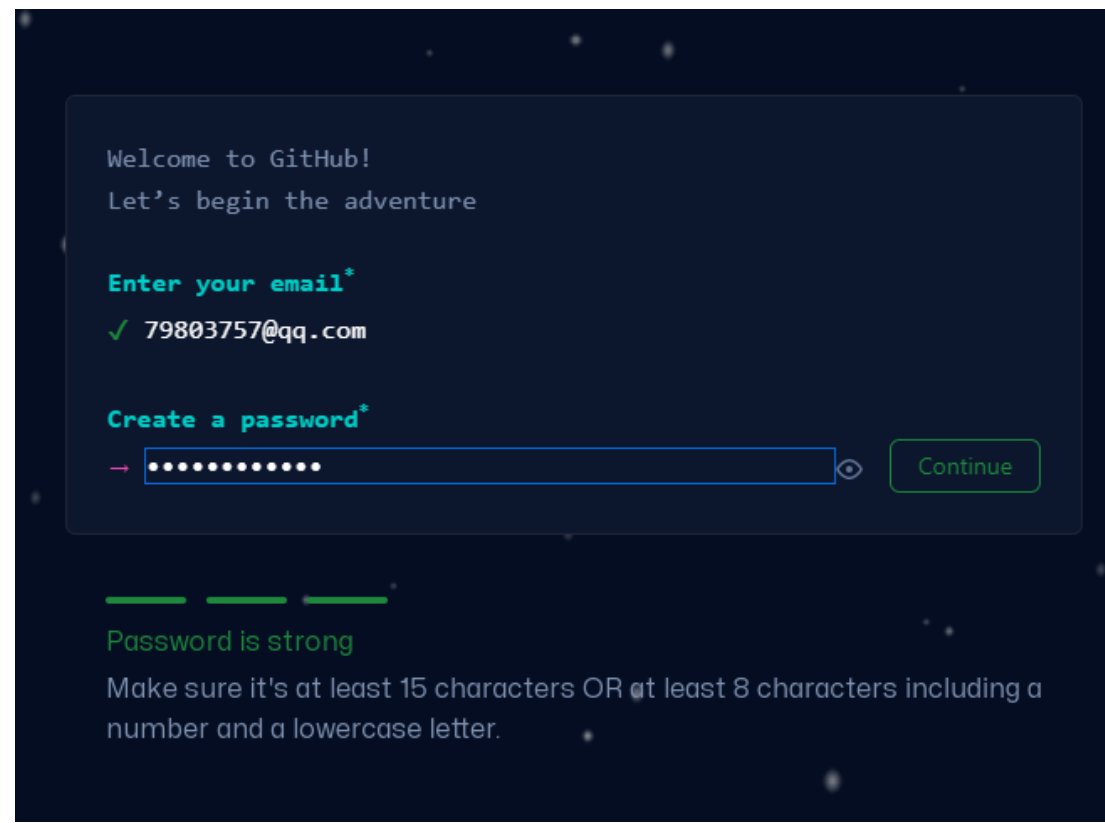 Welcome to GitHub!
Let’s begin the adventure
Enter your email*
✓ 79803757@qq.com
Create a password*
→ ••••••••••••
Continue
Password is strong
Make sure it's at least 15 characters OR at least 8 characters including a
number and a lowercase letter.